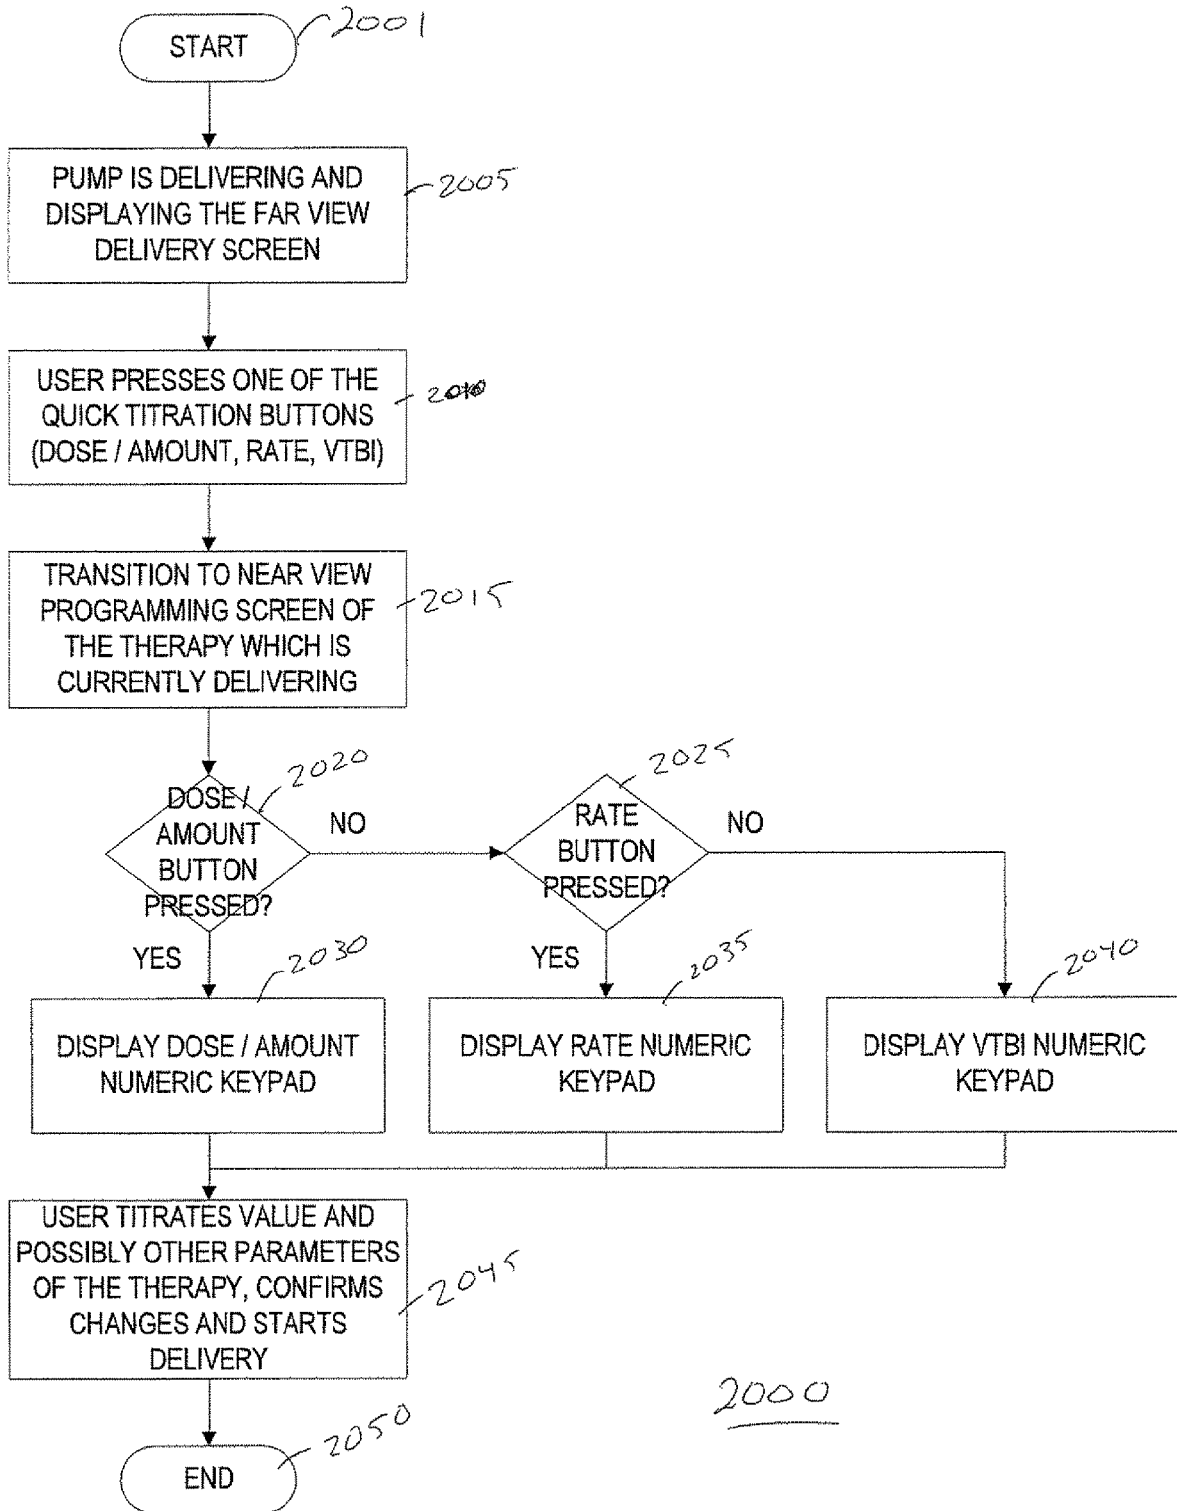 START
2001
PUMP IS DELIVERING AND
DISPLAYING THE FAR VIEW
DELIVERY SCREEN
2005
USER PRESSES ONE OF THE
QUICK TITRATION BUTTONS
(DOSE / AMOUNT, RATE, VTBI)
2010
TRANSITION TO NEAR VIEW
PROGRAMMING SCREEN OF
THE THERAPY WHICH IS
CURRENTLY DELIVERING
2015
DOSE /
AMOUNT
BUTTON
PRESSED?
2020
NO
YES
RATE
BUTTON
PRESSED?
2025
NO
YES
DISPLAY DOSE / AMOUNT
NUMERIC KEYPAD
2030
DISPLAY RATE NUMERIC
KEYPAD
2035
DISPLAY VTBI NUMERIC
KEYPAD
2040
USER TITRATES VALUE AND
POSSIBLY OTHER PARAMETERS
OF THE THERAPY, CONFIRMS
CHANGES AND STARTS
DELIVERY
2045
END
2050
2000